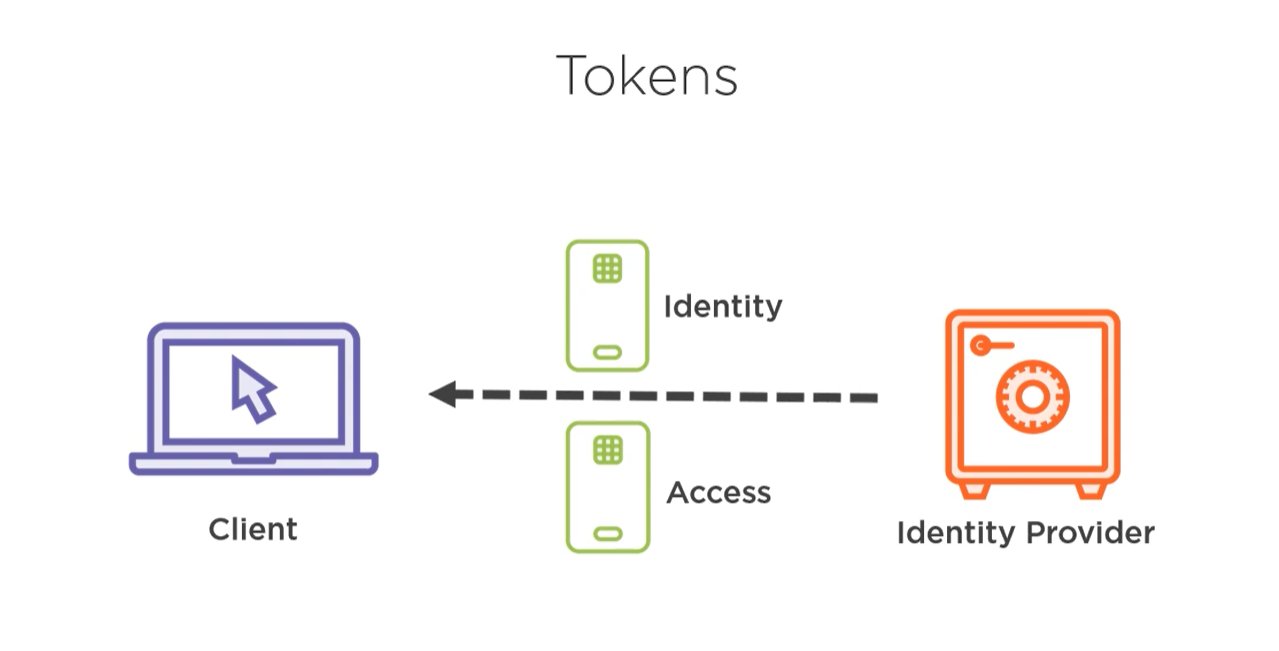 Tokens
Identity
Access
Client
Identity Provider